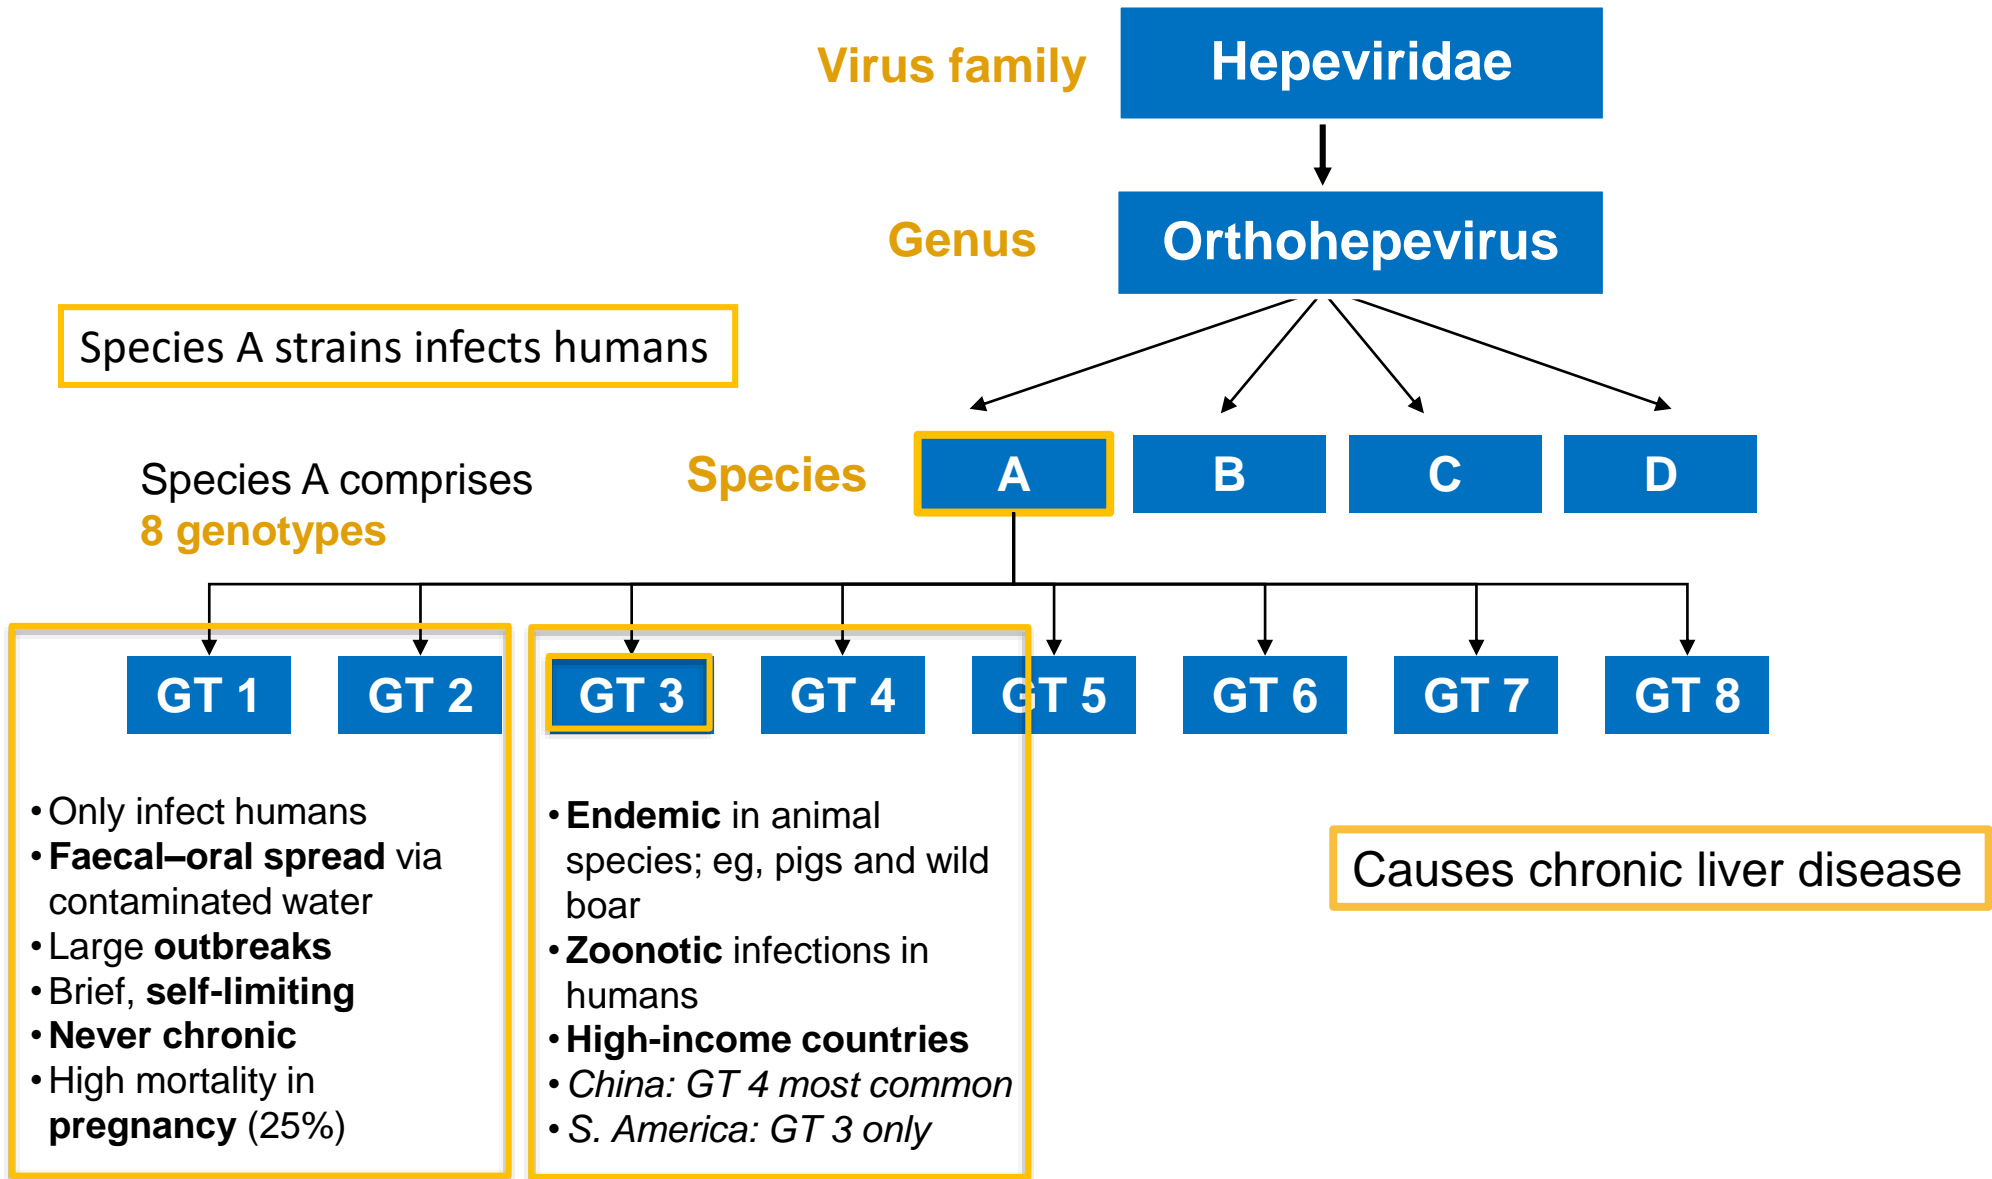 Virus family
Hepeviridae
Genus
Orthohepevirus
Species A strains infects humans
Species A comprises
8 genotypes
Species
A
B
C
D
GT 1
GT 2
GT 3
GT 4
GT 5
GT 6
GT 7
GT 8
• Only infect humans
• Faecal–oral spread via
contaminated water
• Large outbreaks
• Brief, self-limiting
• Never chronic
• High mortality in
pregnancy (25%)
• Endemic in animal
species; eg, pigs and wild
boar
• Zoonotic infections in
humans
• High-income countries
• China: GT 4 most common
• S. America: GT 3 only
Causes chronic liver disease